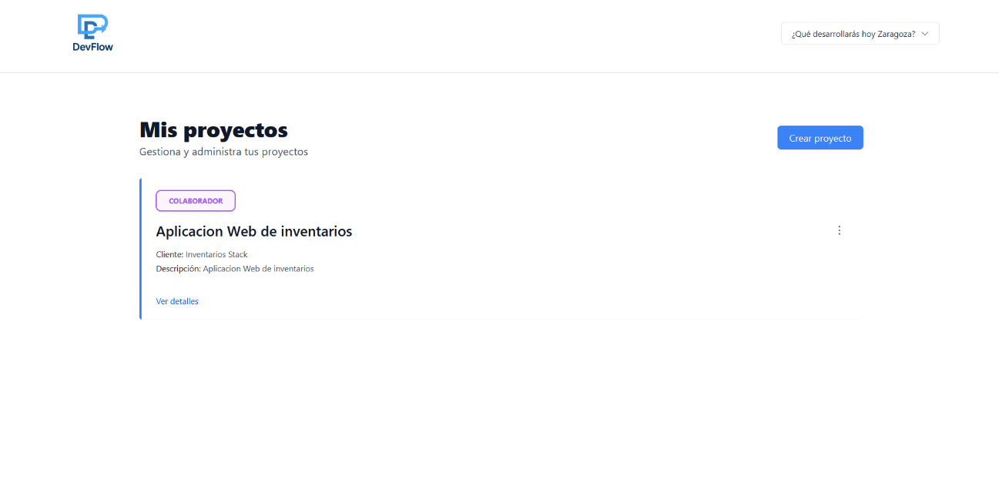 DevFlow
¿Qué desarrollarás hoy Zaragoza?
Mis proyectos
Gestiona y administra tus proyectos
Crear proyecto
COLABORADOR
Aplicacion Web de inventarios
Cliente: Inventarios Stack
Descripción: Aplicacion Web de inventarios
Ver detalles